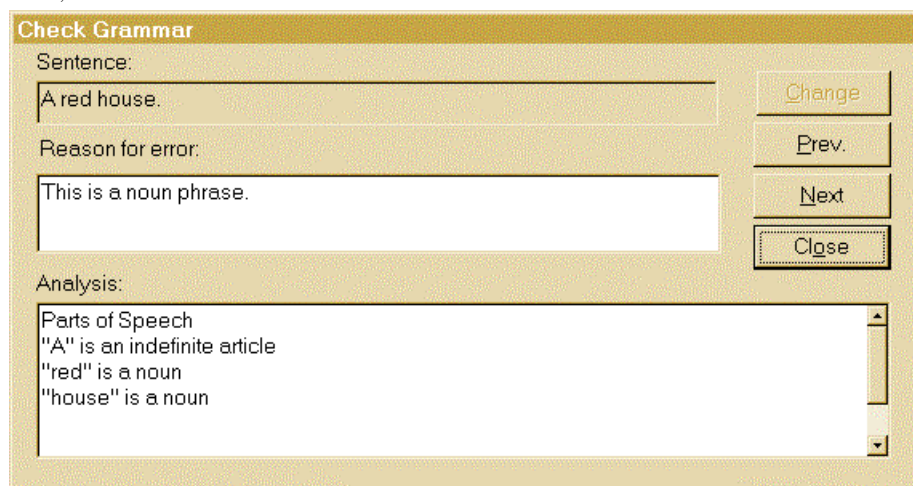 Check Grammar
Sentence:
A red house.
Change
Reason for error:
Prev.
This is a noun phrase.
Next
Close
Analysis:
Parts of Speech
"A" is an indefinite article
"red" is a noun
"house" is a noun